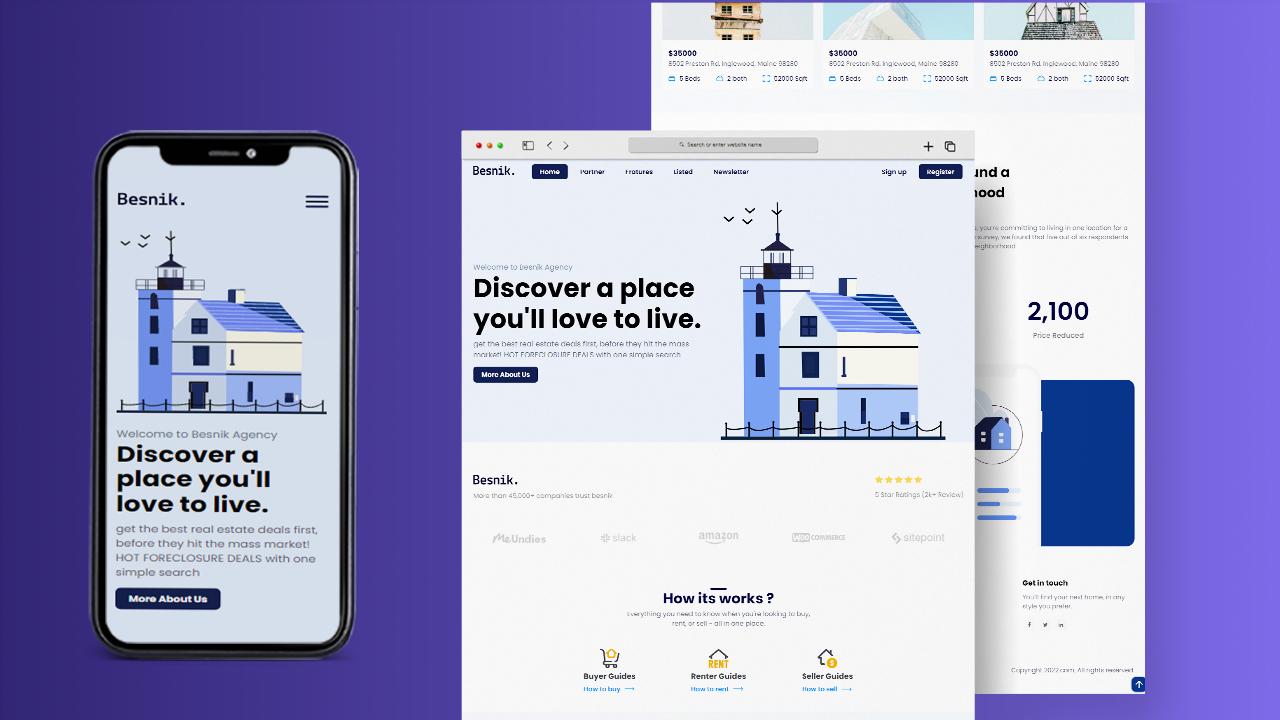 Besnik.
Welcome to Besnik Agency
Discover a
place you'll
love to live.
get the best real estate deals first,
before they hit the mass market!
HOT FORECLOSURE DEALS with one
simple search
More About Us
Search or enter website name
Besnik.
Home
Partner
Fratures
Listed
Newsletter
Sign up
Register
Welcome to Besnik Agency
Discover a place
you'll love to live.
get the best real estate deals first, before they hit the mass
market! HOT FORECLOSURE DEALS with one simple search
More About Us
Besnik.
More than 45,000+ companies trust besnik
5 Star Ratings (2k+ Review)
MeUndies
slack
amazon
WOO COMMERCE
sitepoint
How its works ?
Everything you need to know when you're looking to buy,
rent, or sell - all in one place.
RENT
Buyer Guides
Renter Guides
Seller Guides
How to buy
How to rent
How to sell
$35000
8502 Preston Rd. Inglewood, Maine 98280
5 Beds
2 bath
52000 Sqft
$35000
8502 Preston Rd. Inglewood, Maine 98280
5 Beds
2 bath
52000 Sqft
$35000
8502 Preston Rd. Inglewood, Maine 98280
5 Beds
2 bath
52000 Sqft
und a
hood
s, you're committing to living in one location for a
survey, we found that five out of six respondents
eighborhood
2,100
Price Reduced
Get in touch
You'll find your next home, in any
style you prefer.
Copyright 2022.com, All rights reserved